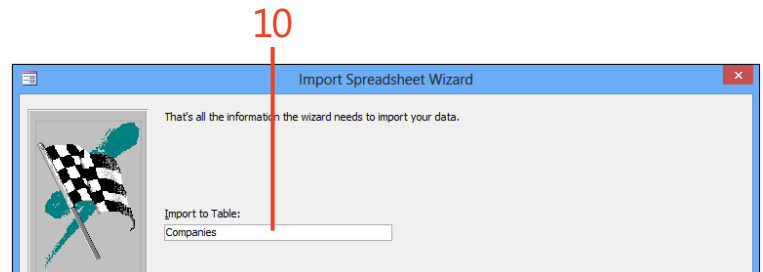 10
Import Spreadsheet Wizard
That's all the information the wizard needs to import your data.
Import to Table:
Companies